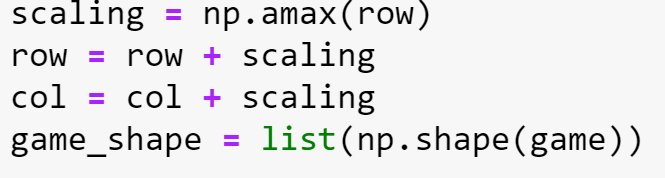 scaling = np.amax(row)
row = row + scaling
col = col + scaling
game_shape = list(np.shape(game))